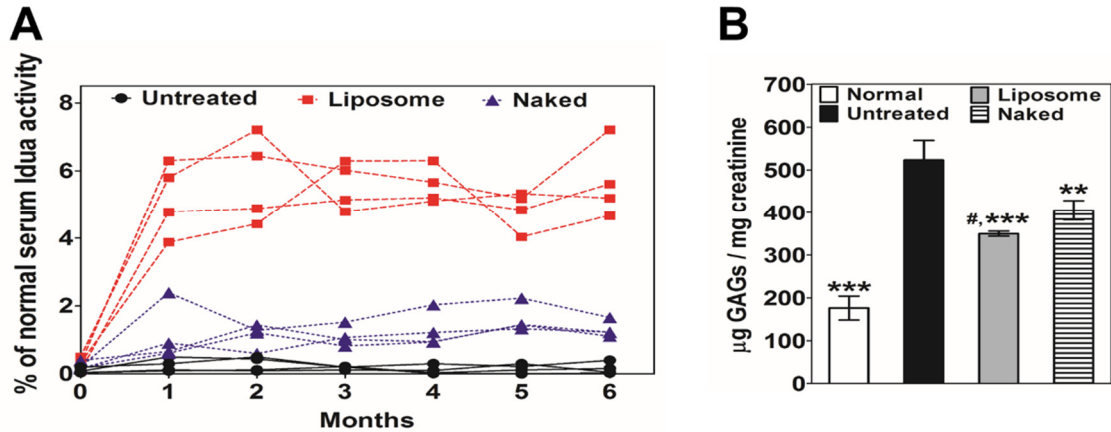 A
% of normal serum Idua activity
8
6
4
2
0
Untreated
Liposome
Naked
0 1 2 3 4 5 6
Months
B
µg GAGs / mg creatinine
700
600
500
400
300
200
100
0
Normal
Liposome
Untreated
Naked
***
#,***
**